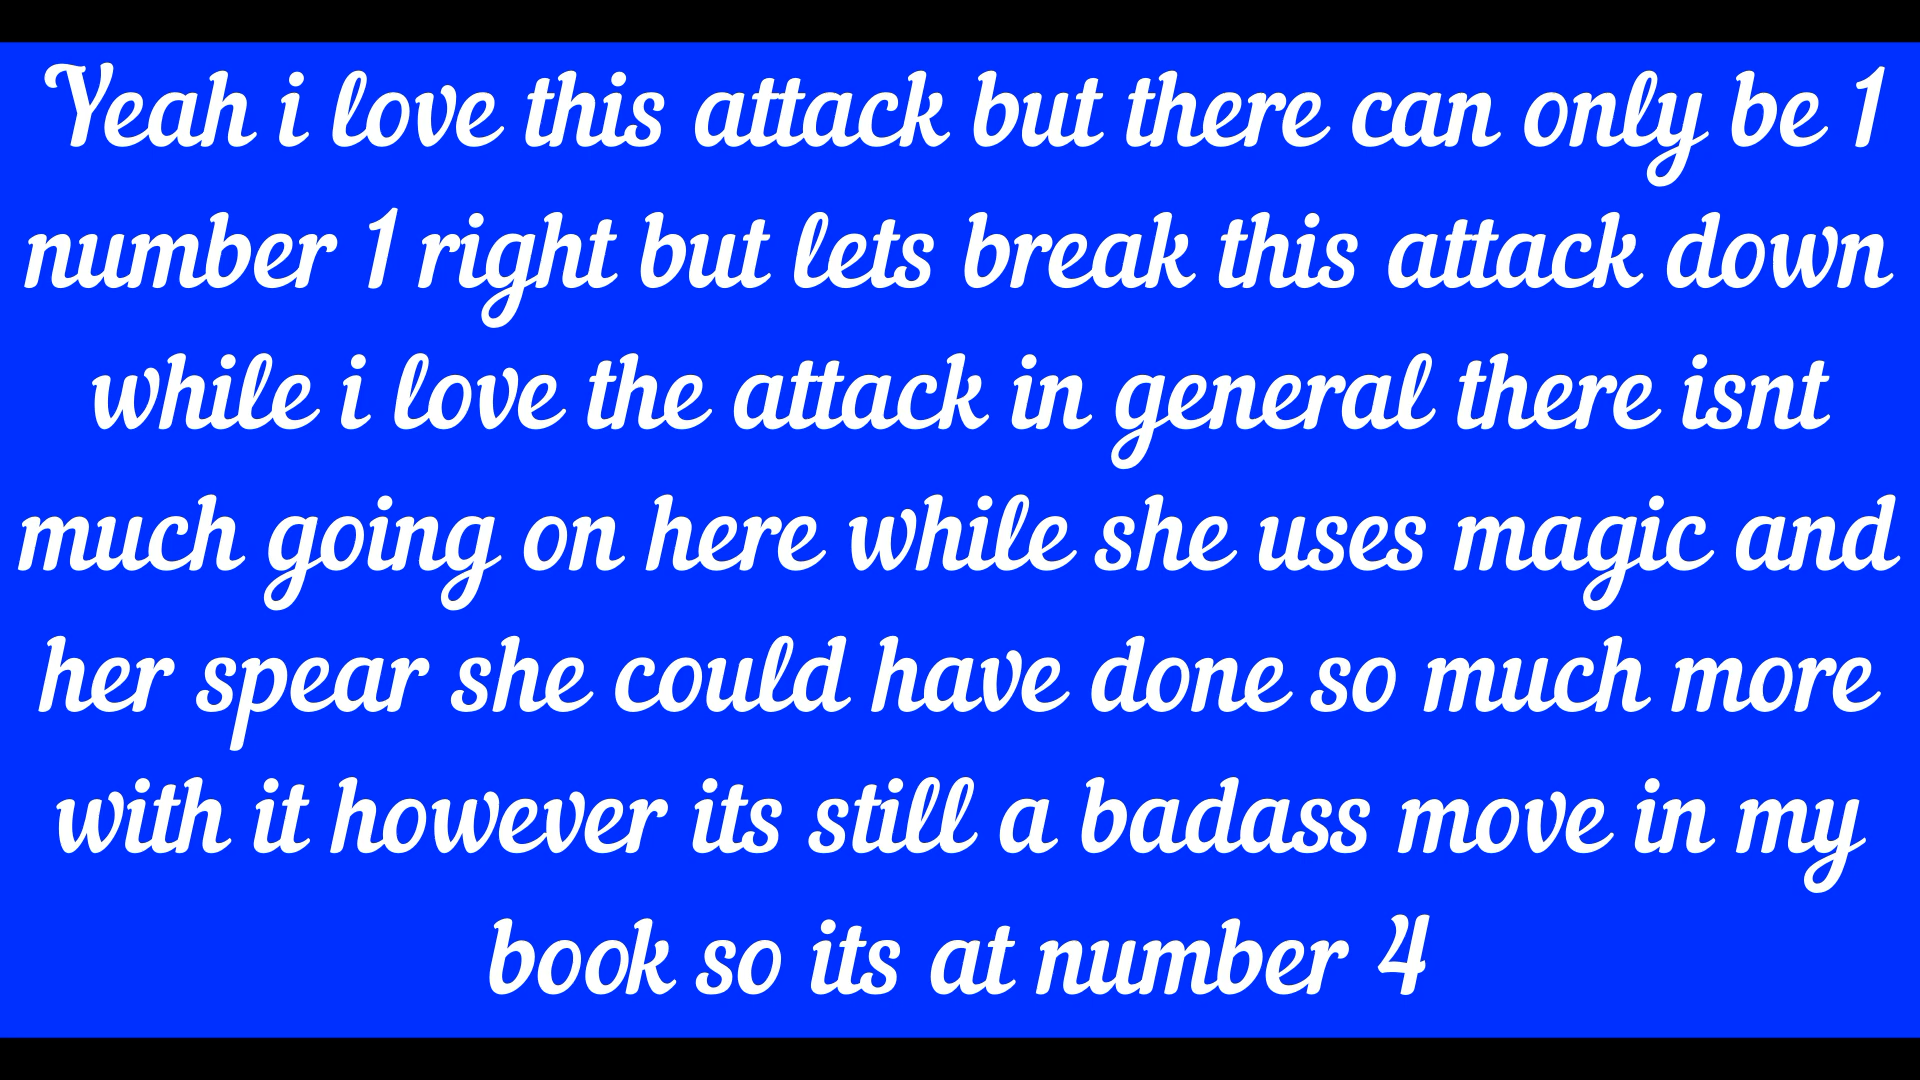 Yeah i love this attack but there can only be 1
number 1 right but lets break this attack down
while i love the attack in general there isnt
much going on here while she uses magic and
her spear she could have done so much more
with it however its still a badass move in my
book so its at number 4